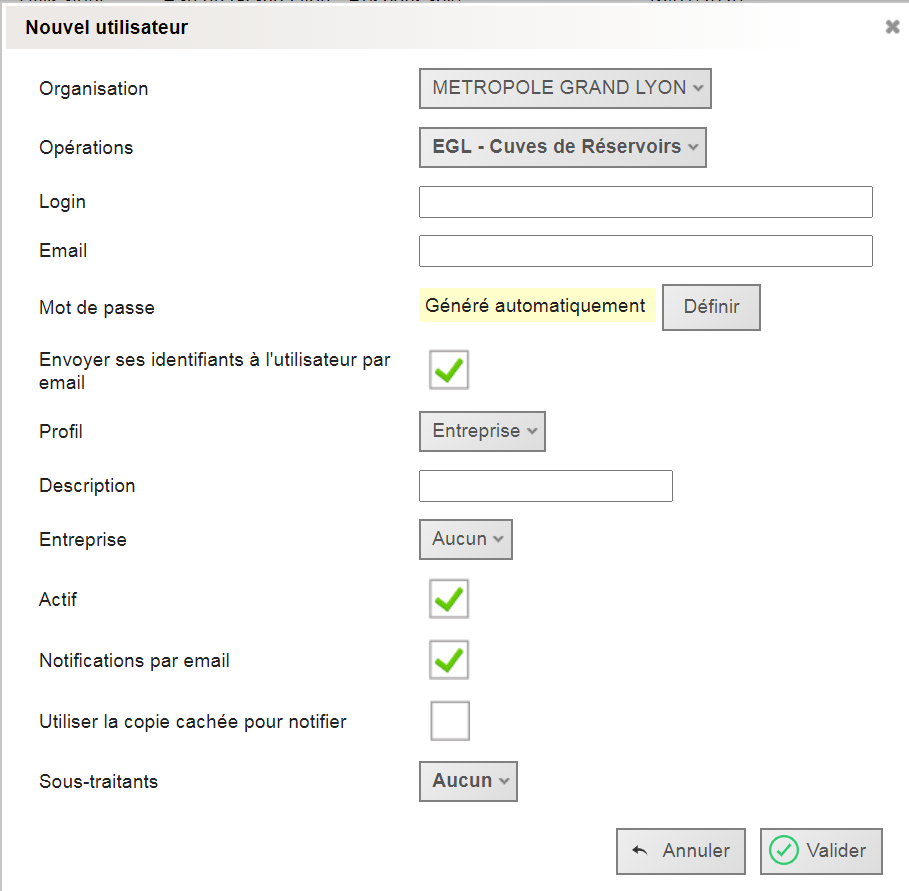 Nouvel utilisateur
Organisation METROPOLE GRAND LYON
Opérations EGL - Cuves de Réservoirs
Login
Email
Mot de passe Généré automatiquement Définir
Envoyer ses identifiants à l'utilisateur par
email
Profil Entreprise
Description
Entreprise Aucun
Actif
Notifications par email
Utiliser la copie cachée pour notifier
Sous-traitants Aucun
Annuler Valider